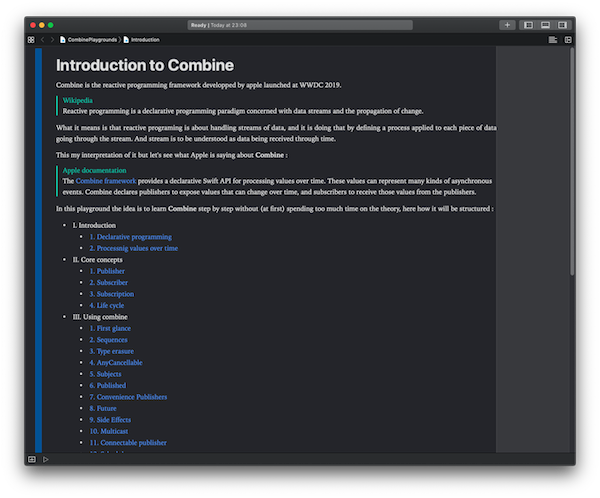 Ready | Today at 23:08
CombinePlaygrounds
Introduction
Introduction to Combine
Combine is the reactive programming framework developped by apple launched at WWDC 2019.
Wikipedia
Reactive programming is a declarative programming paradigm concerned with data streams and the propagation of change.
What it means is that reactive programing is about handling streams of data, and it is doing that by defining a process applied to each piece of data
going through the stream. And stream is to be understood as data being received through time.
This my interpretation of it but let's see what Apple is saying about Combine :
Apple documentation
The Combine framework provides a declarative Swift API for processing values over time. These values can represent many kinds of asynchronous
events. Combine declares publishers to expose values that can change over time, and subscribers to receive those values from the publishers.
In this playground the idea is to learn Combine step by step without (at first) spending too much time on the theory, here how it will be structured :
• I. Introduction
• 1. Declarative programming
• 2. Processnig values over time
• II. Core concepts
• 1. Publisher
• 2. Subscriber
• 3. Subscription
• 4. Life cycle
• III. Using combine
• 1. First glance
• 2. Sequences
• 3. Type erasure
• 4. AnyCancellable
• 5. Subjects
• 6. Published
• 7. Convenience Publishers
• 8. Future
• 9. Side Effects
• 10. Multicast
• 11. Connectable publisher